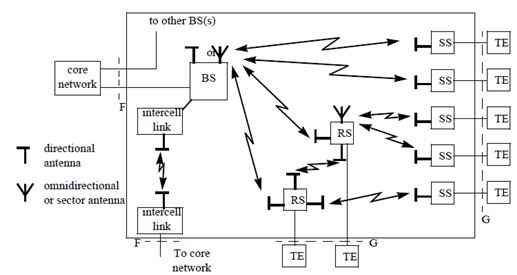 to other BS(s)
or
BS
core
network
F
intercell
link
directional
antenna
omnidirectional
or sector antenna
intercell
link
F
To core
network
RS
RS
SS
SS
SS
SS
SS
TE
TE
TE
TE
TE
G
TE
TE
G